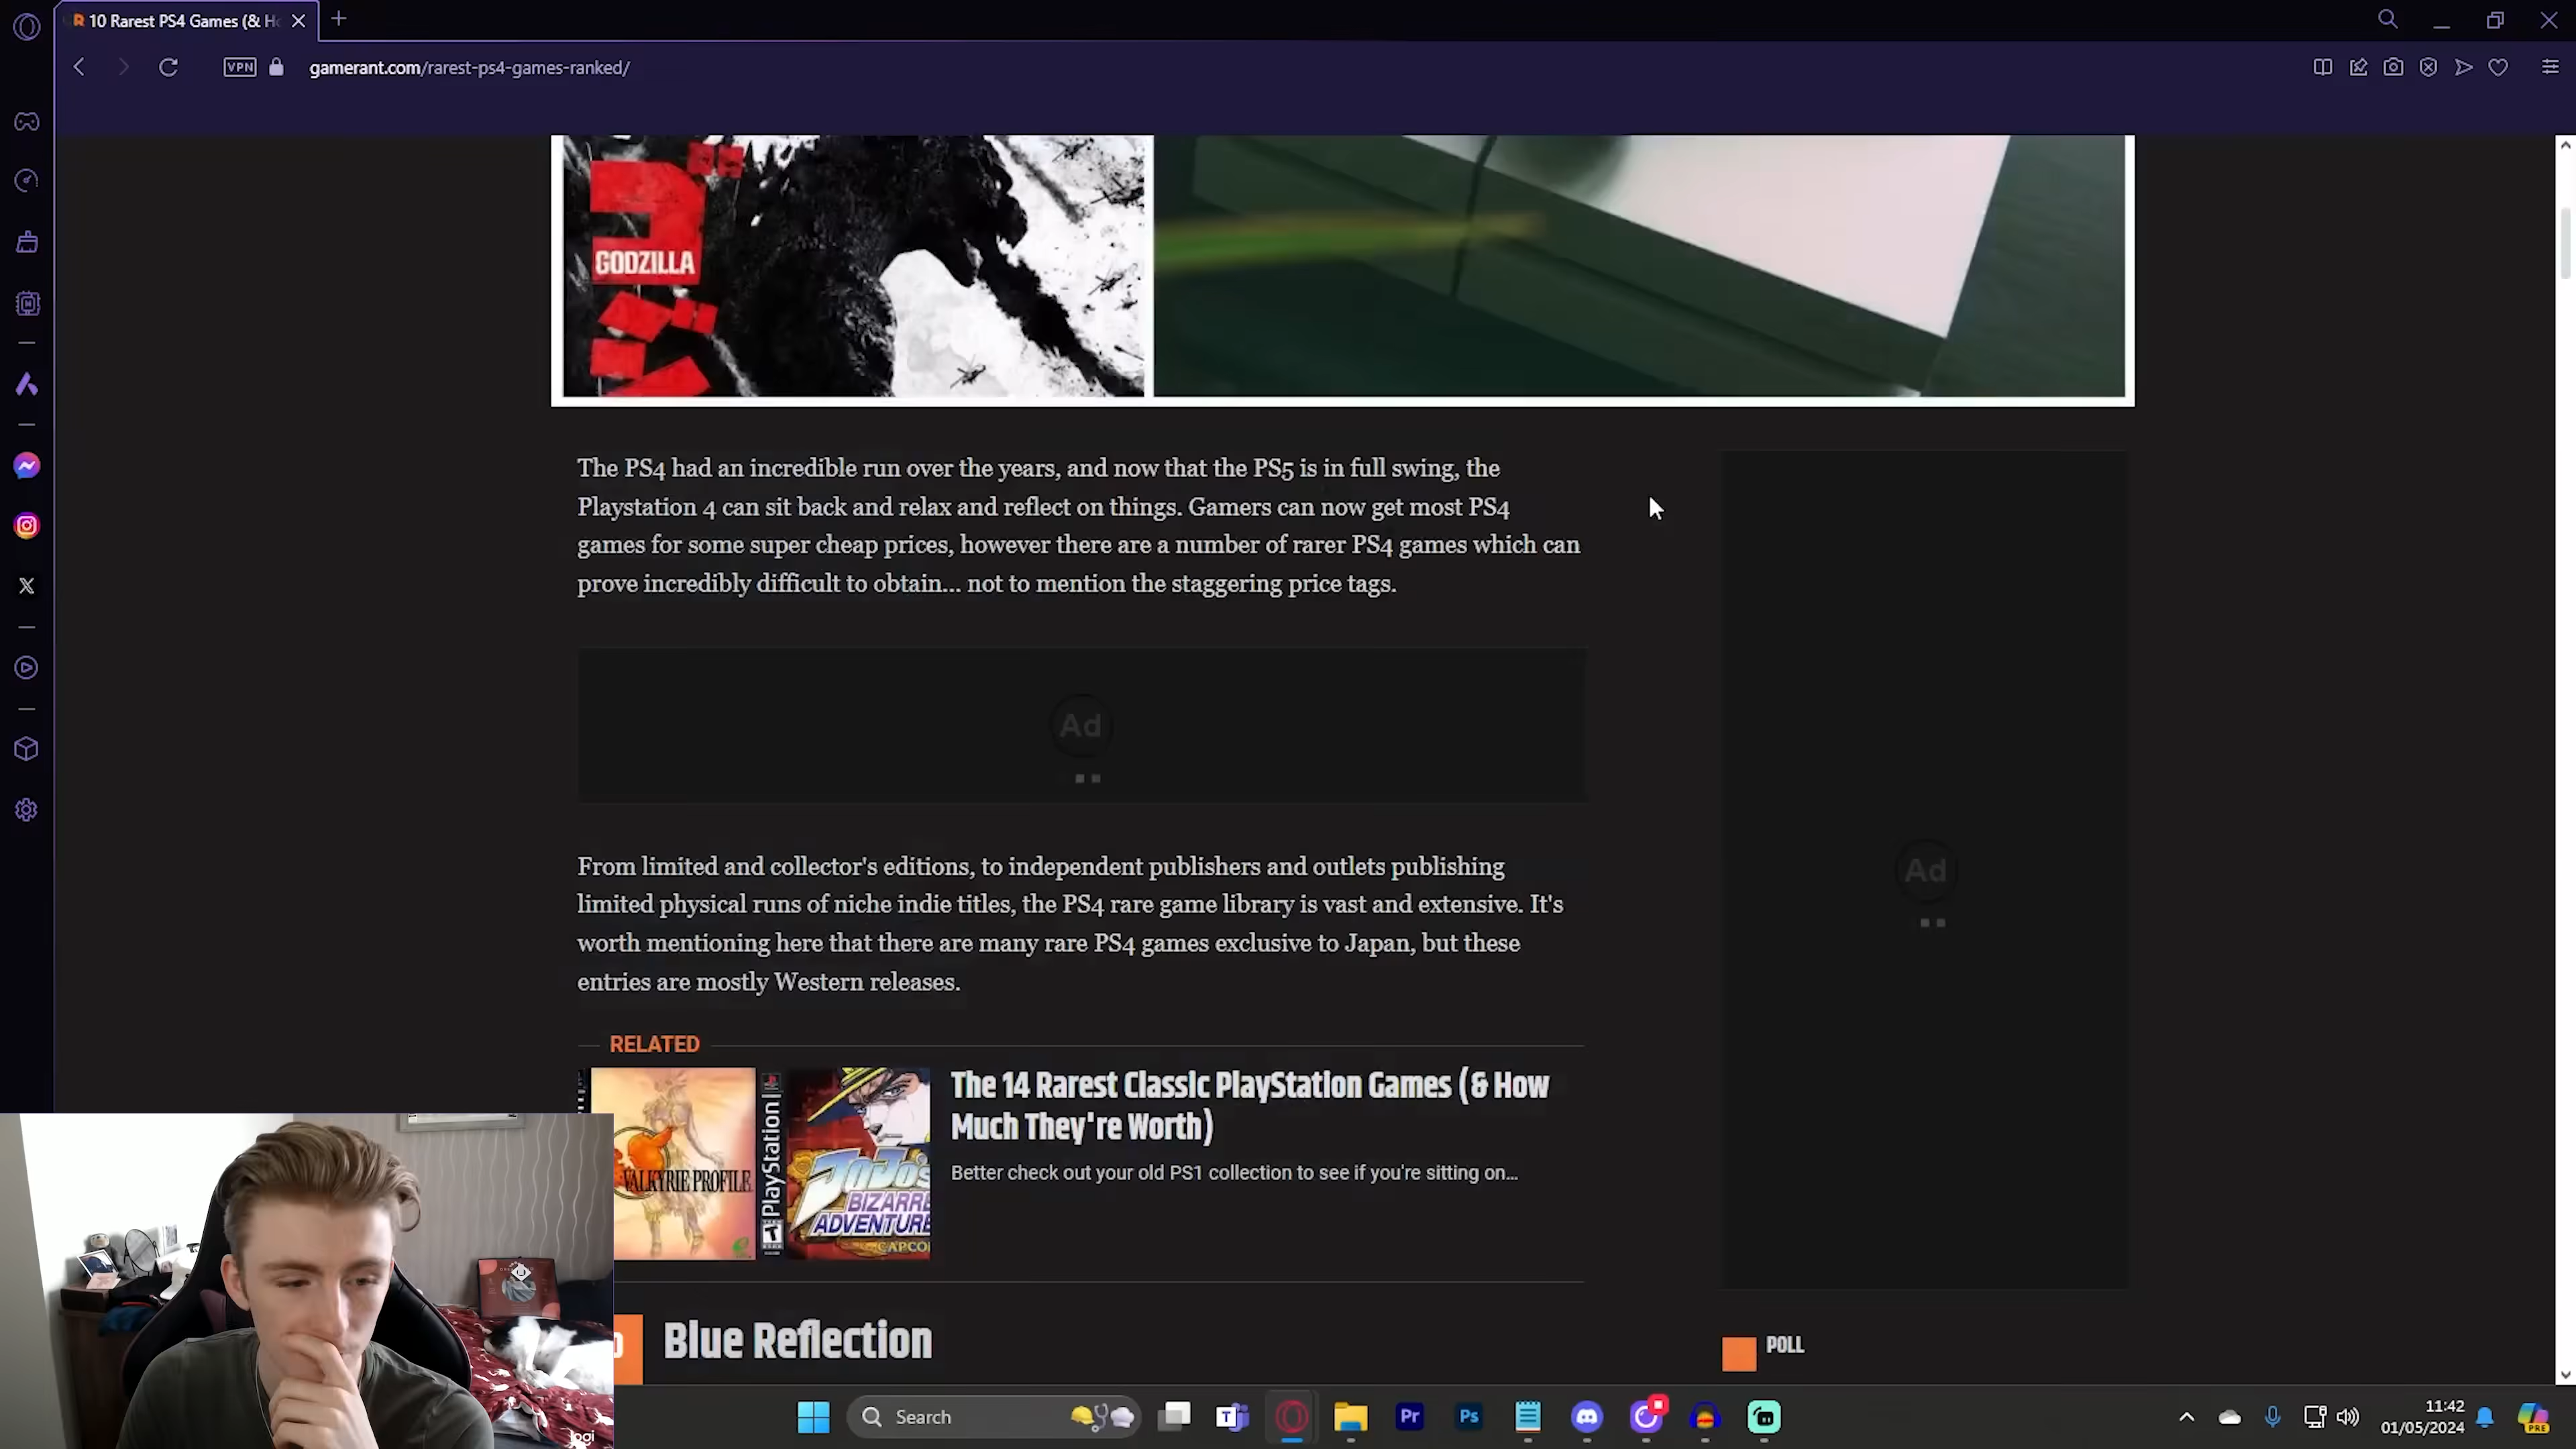 10 Rarest PS4 Games (& H
VPN
gamerant.com/rarest-ps4-games-ranked/
GODZILLA
The PS4 had an incredible run over the years, and now that the PS5 is in full swing, the
Playstation 4 can sit back and relax and reflect on things. Gamers can now get most PS4
games for some super cheap prices, however there are a number of rarer PS4 games which can
prove incredibly difficult to obtain... not to mention the staggering price tags.
Ad
Ad
From limited and collector's editions, to independent publishers and outlets publishing
limited physical runs of niche indie titles, the PS4 rare game library is vast and extensive. It's
worth mentioning here that there are many rare PS4 games exclusive to Japan, but these
entries are mostly Western releases.
RELATED
VALKYRIE PROFILE
PlayStation
JoJo's
BIZARRE
ADVENTURE
CAPCO
The 14 Rarest Classic PlayStation Games (& How
Much They're Worth)
Better check out your old PS1 collection to see if you're sitting on...
Blue Reflection
POLL
logi
Search
Pr
Ps
11:42
01/05/2024
PRE